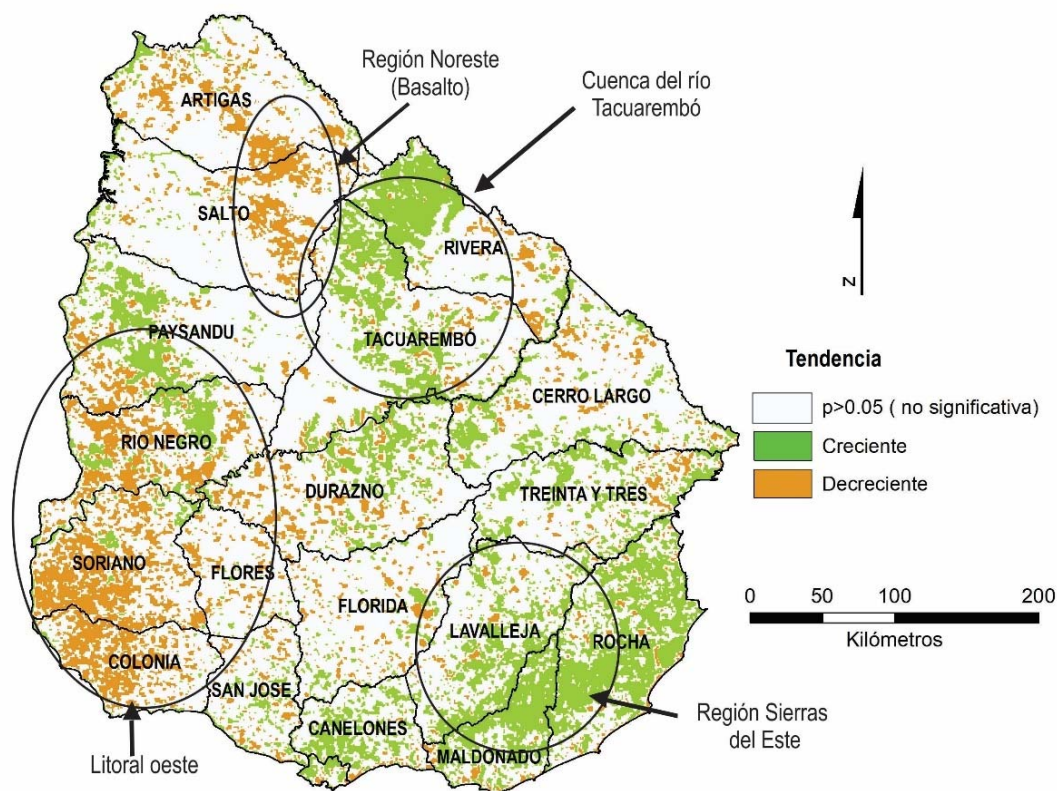 Región Noreste
(Basalto)
Cuenca del río
Tacuarembó
ARTIGAS
SALTO
RIVERA
PAYSANDU
TACUAREMBÓ
CERRO LARGO
RIO NEGRO
DURAZNO
TREINTA Y TRES
SORIANO
FLORES
FLORIDA
LAVALLEJA
ROCHA
COLONIA
SAN JOSE
CANELONES
MALDONADO
Litoral oeste
Región Sierras
del Este
N
Tendencia
p>0.05 ( no significativa)
Creciente
Decreciente
0 50 100 200
Kilómetros